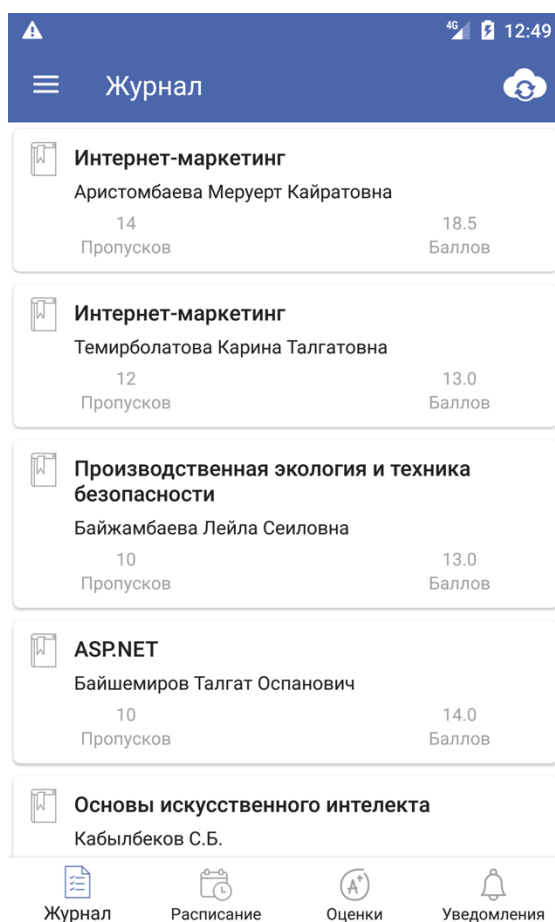 4G 12:49
Журнал
Интернет-маркетинг
Аристомбаева Меруерт Кайратовна
14 18.5
Пропусков Баллов
Интернет-маркетинг
Темирболатова Карина Талгатовна
12 13.0
Пропусков Баллов
Производственная экология и техника
безопасности
Байжамбаева Лейла Сеиловна
10 13.0
Пропусков Баллов
ASP.NET
Байшемиров Талгат Оспанович
10 14.0
Пропусков Баллов
Основы искусственного интелекта
Кабылбеков С.Б.
A+
Журнал Расписание Оценки Уведомления